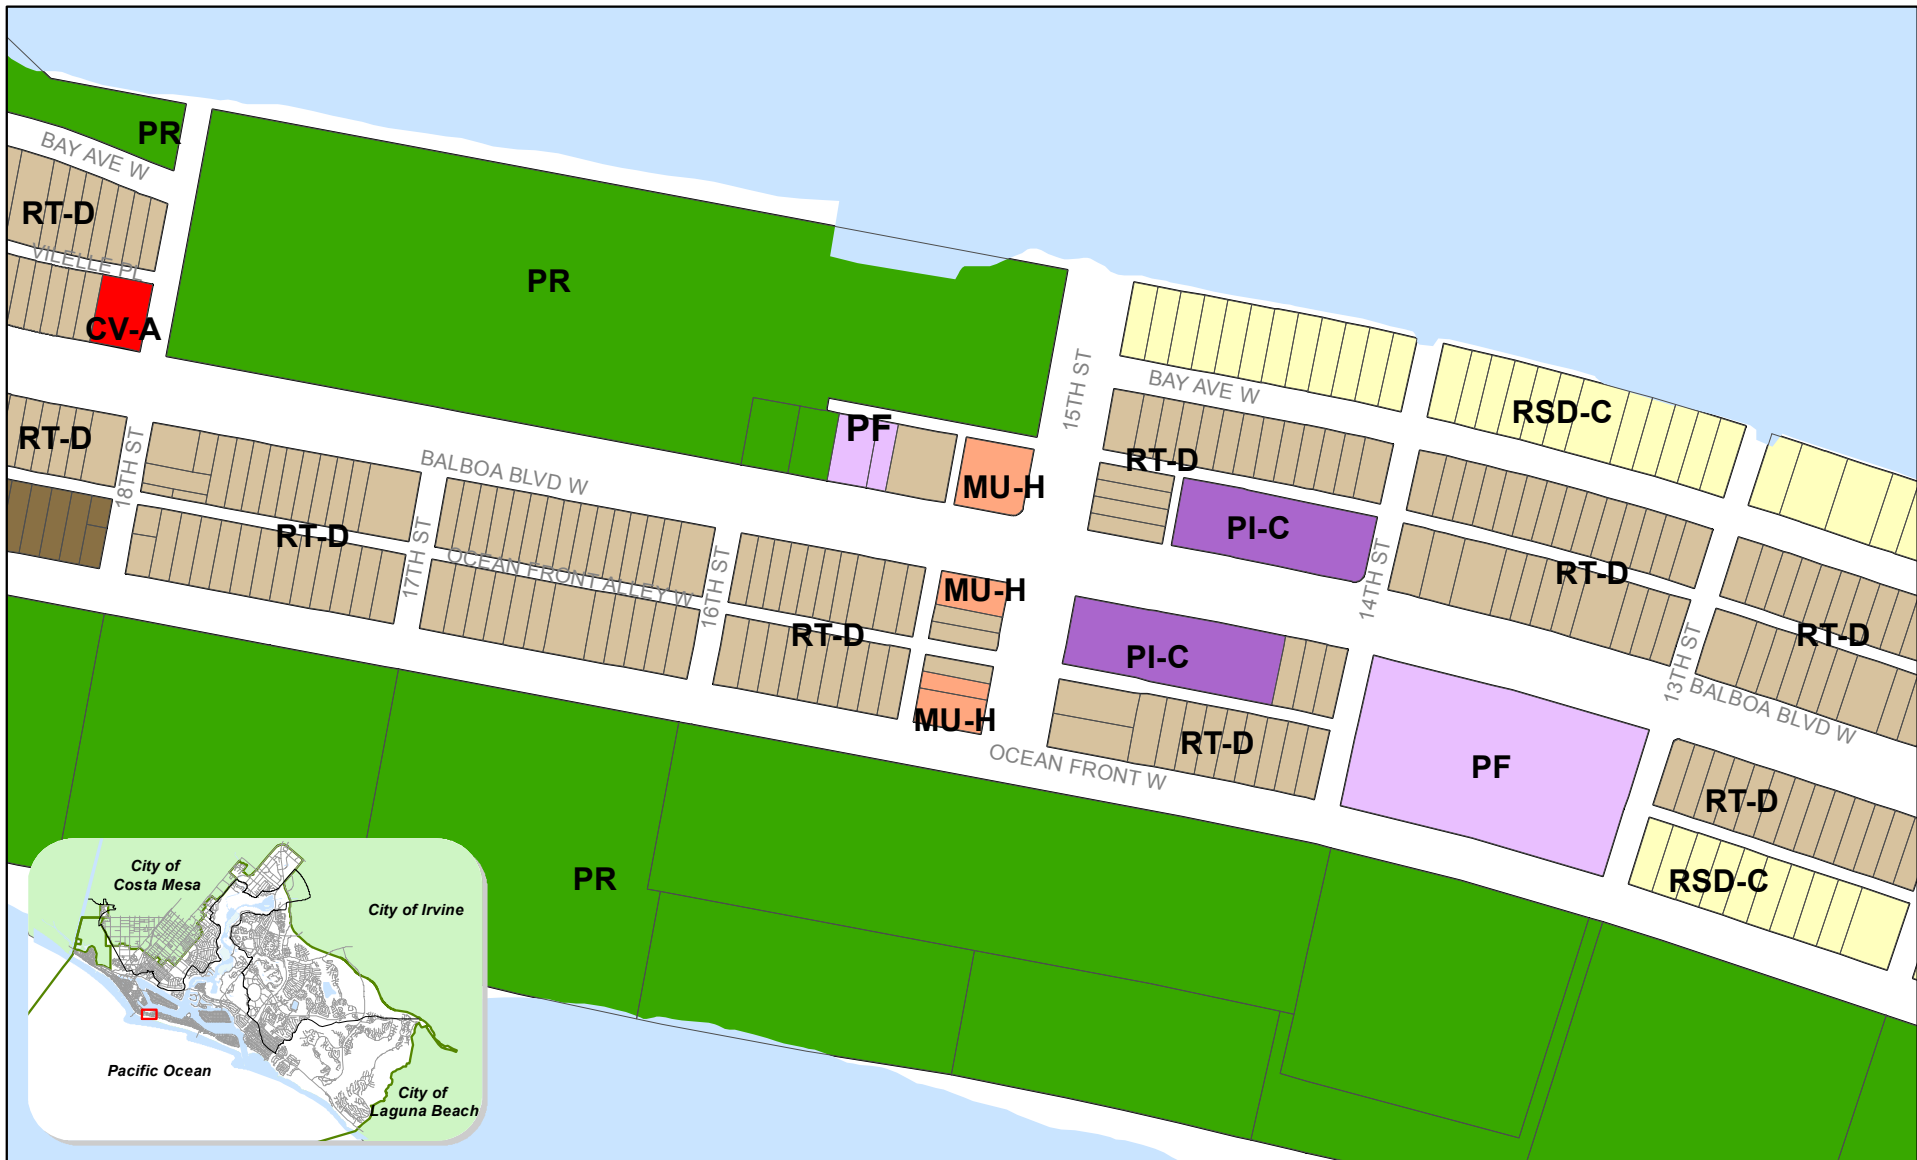 PR
BAY AVE W
RT-D
VILELLE PL
CV-A
PR
15TH ST
BAY AVE W
RSD-C
RT-D
18TH ST
BALBOA BLVD W
PF
MU-H
RT-D
PI-C
RT-D
17TH ST
OCEAN FRONT ALLEY W
16TH ST
MU-H
14TH ST
RT-D
RT-D
PI-C
RT-D
13TH ST
BALBOA BLVD W
MU-H
OCEAN FRONT W
RT-D
PF
RT-D
PR
RSD-C
City of
Costa Mesa
City of Irvine
Pacific Ocean
City of
Laguna Beach